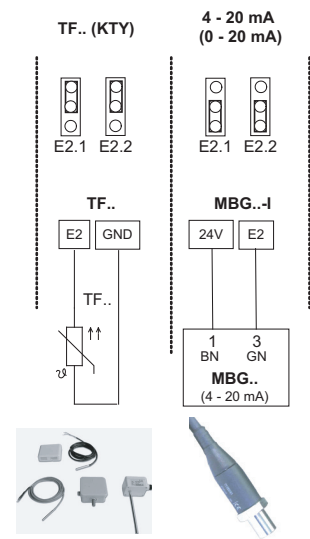 TF.. (KTY)
E2.1 E2.2
TF..
E2 GND
TF..
ϑ
4 - 20 mA
(0 - 20 mA)
E2.1 E2.2
MBG..-I
24V E2
1 3
BN GN
MBG..
(4 - 20 mA)